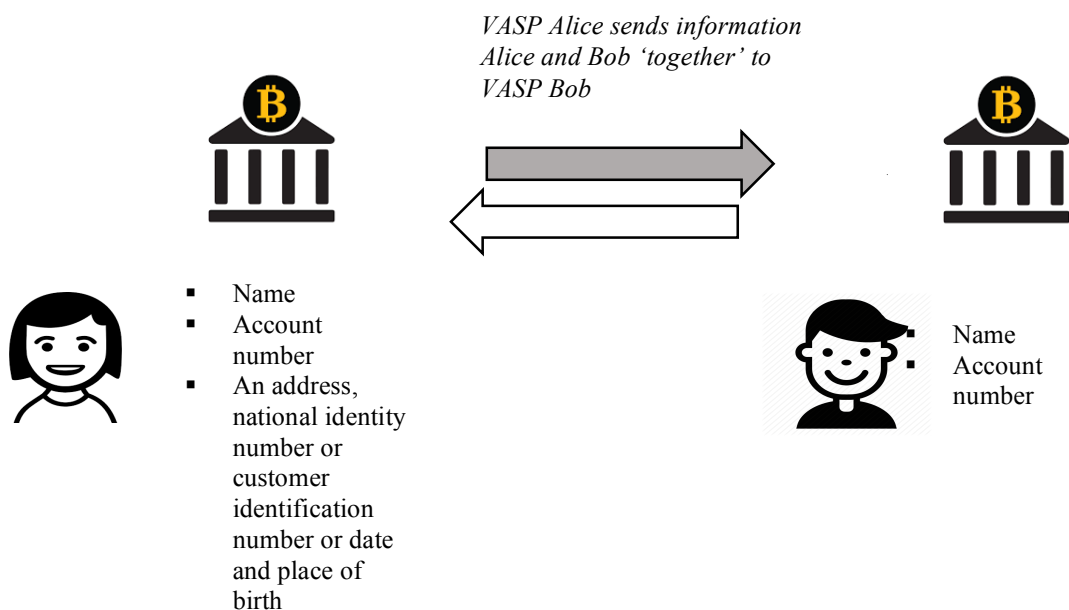 VASP Alice sends information
Alice and Bob ‘together’ to
VASP Bob
₿
₿
▪ Name
▪ Account
number
▪ An address,
national identity
number or
customer
identification
number or date
and place of
birth
▪ Name
▪ Account
number